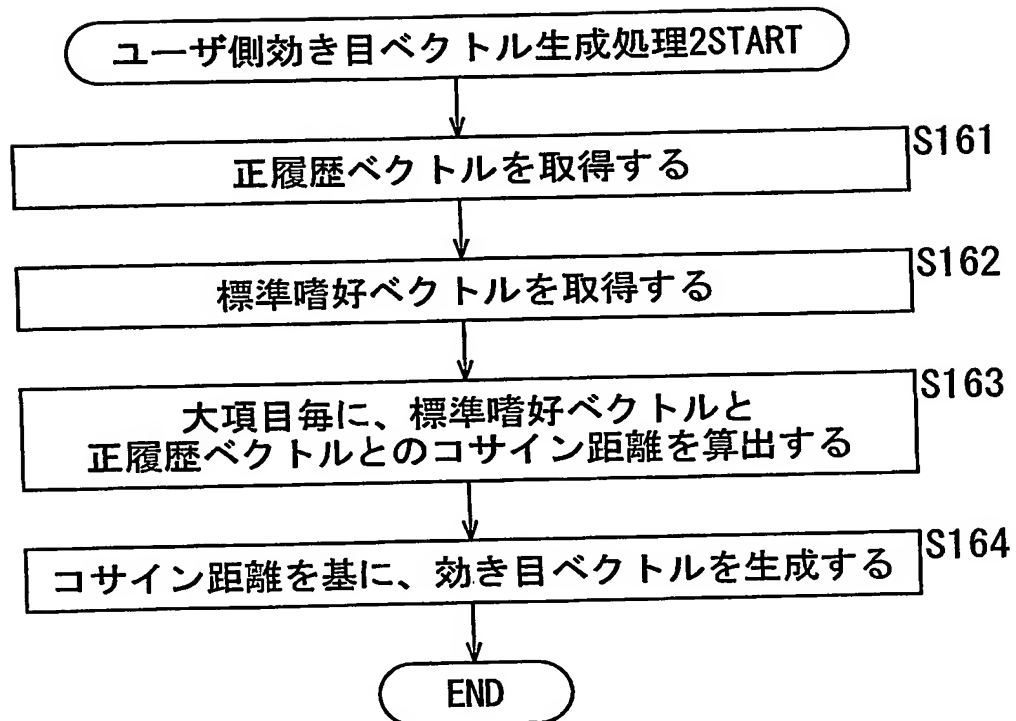 ユーザ側効き目ベクトル生成処理2START
S161
正履歴ベクトルを取得する
S162
標準嗜好ベクトルを取得する
S163
大項目毎に、標準嗜好ベクトルと
正履歴ベクトルとのコサイン距離を算出する
S164
コサイン距離を基に、効き目ベクトルを生成する
END